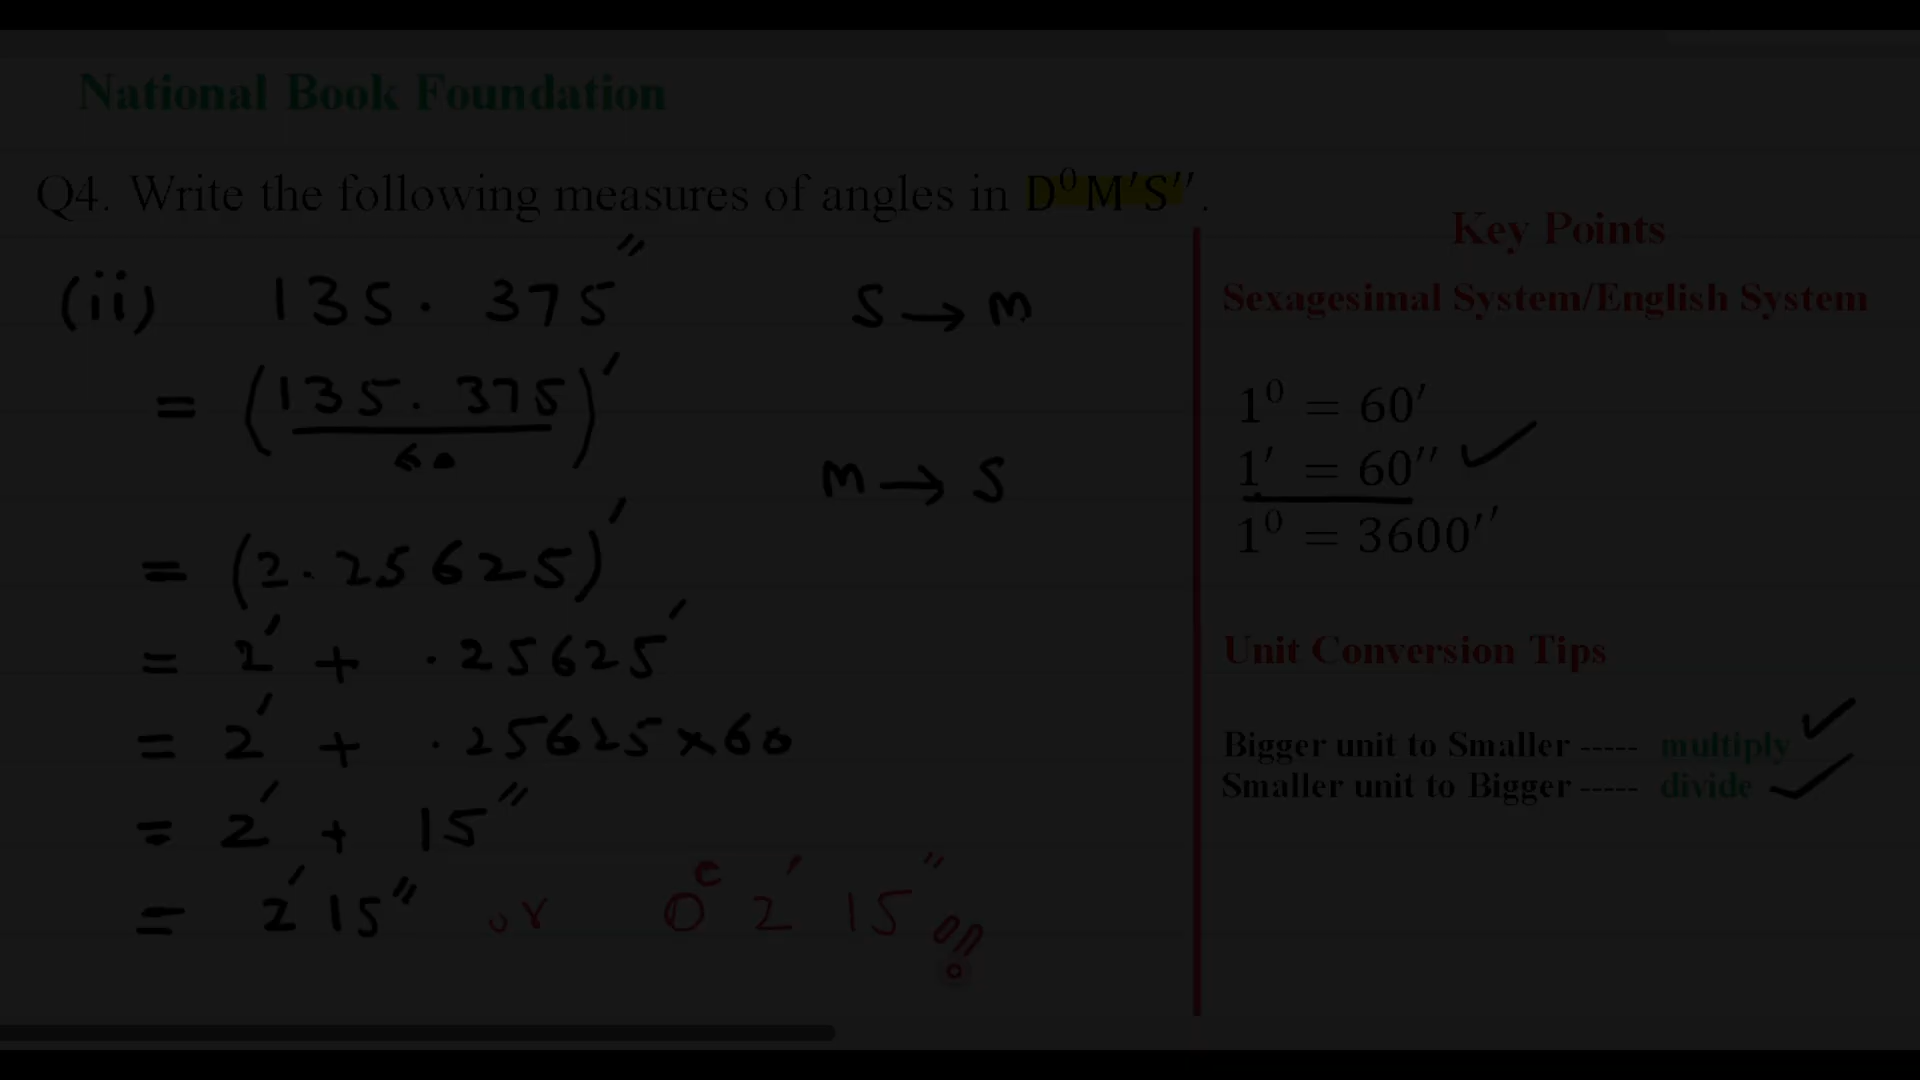 National Book Foundation
Q4. Write the following measures of angles in D⁰M′S′′.
(ii) 135.375″ S → m
= (135.375/60)′
m → S
= (2.25625)′
= 2′ + .25625′
= 2′ + .25625×60
= 2′ + 15″
= 2′ 15″ or 0° 2′ 15″
Key Points
Sexagesimal System/English System
1⁰ = 60′
1′ = 60′′
1⁰ = 3600′′
Unit Conversion Tips
Bigger unit to Smaller ----- multiply
Smaller unit to Bigger ----- divide